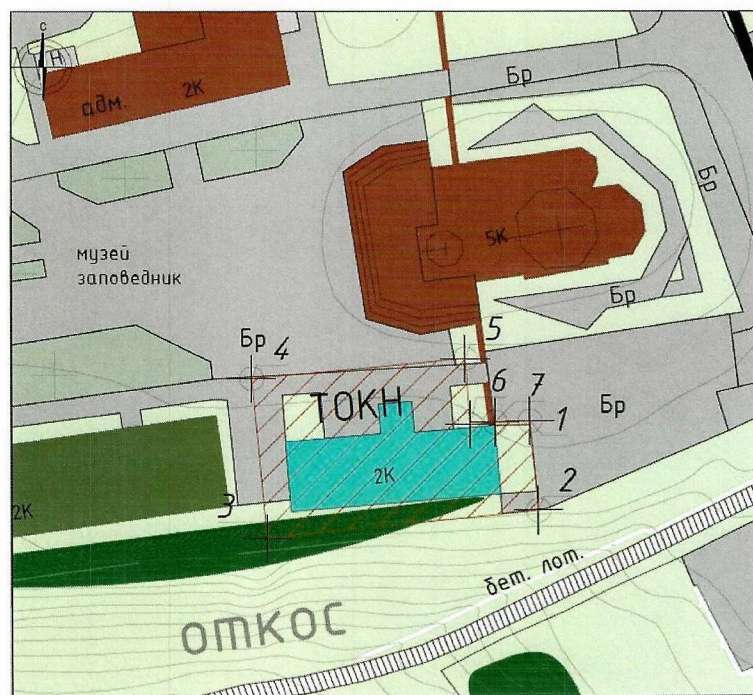 С
Н
адм.
2К
Бр
Бр
музей
заповедник
5К
Бр
Бр
4
5
ТОКН
6
7
1
Бр
2К
2
2К
3
бет. лот.
откос